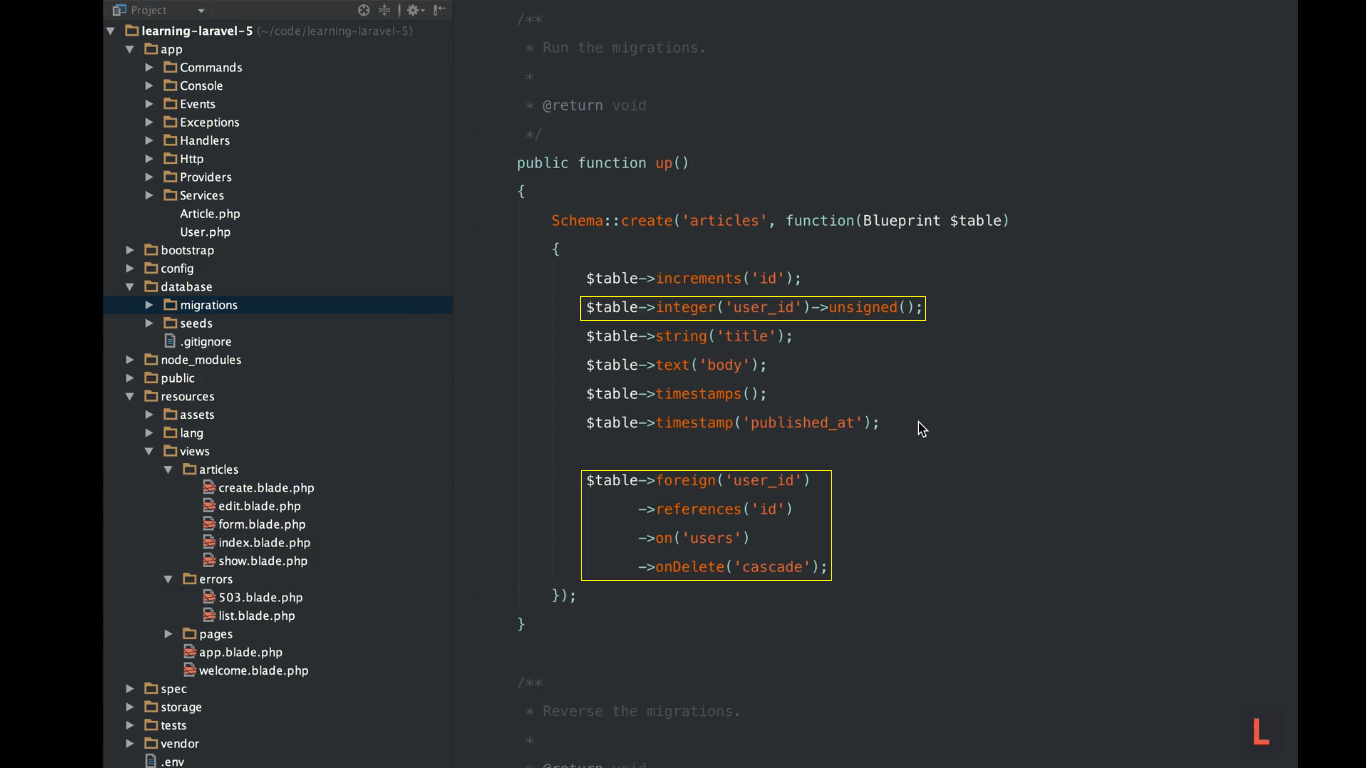 Project
learning-laravel-5 (~/code/learning-laravel-5)
app
Commands
Console
Events
Exceptions
Handlers
Http
Providers
Services
Article.php
User.php
bootstrap
config
database
migrations
seeds
.gitignore
node_modules
public
resources
assets
lang
views
articles
create.blade.php
edit.blade.php
form.blade.php
index.blade.php
show.blade.php
errors
503.blade.php
list.blade.php
pages
app.blade.php
welcome.blade.php
spec
storage
tests
vendor
.env
/**
* Run the migrations.
*
* @return void
*/
public function up()
{
Schema::create('articles', function(Blueprint $table)
{
$table->increments('id');
$table->integer('user_id')->unsigned();
$table->string('title');
$table->text('body');
$table->timestamps();
$table->timestamp('published_at');
$table->foreign('user_id')
->references('id')
->on('users')
->onDelete('cascade');
});
}
/**
* Reverse the migrations.
*
* @return void
L